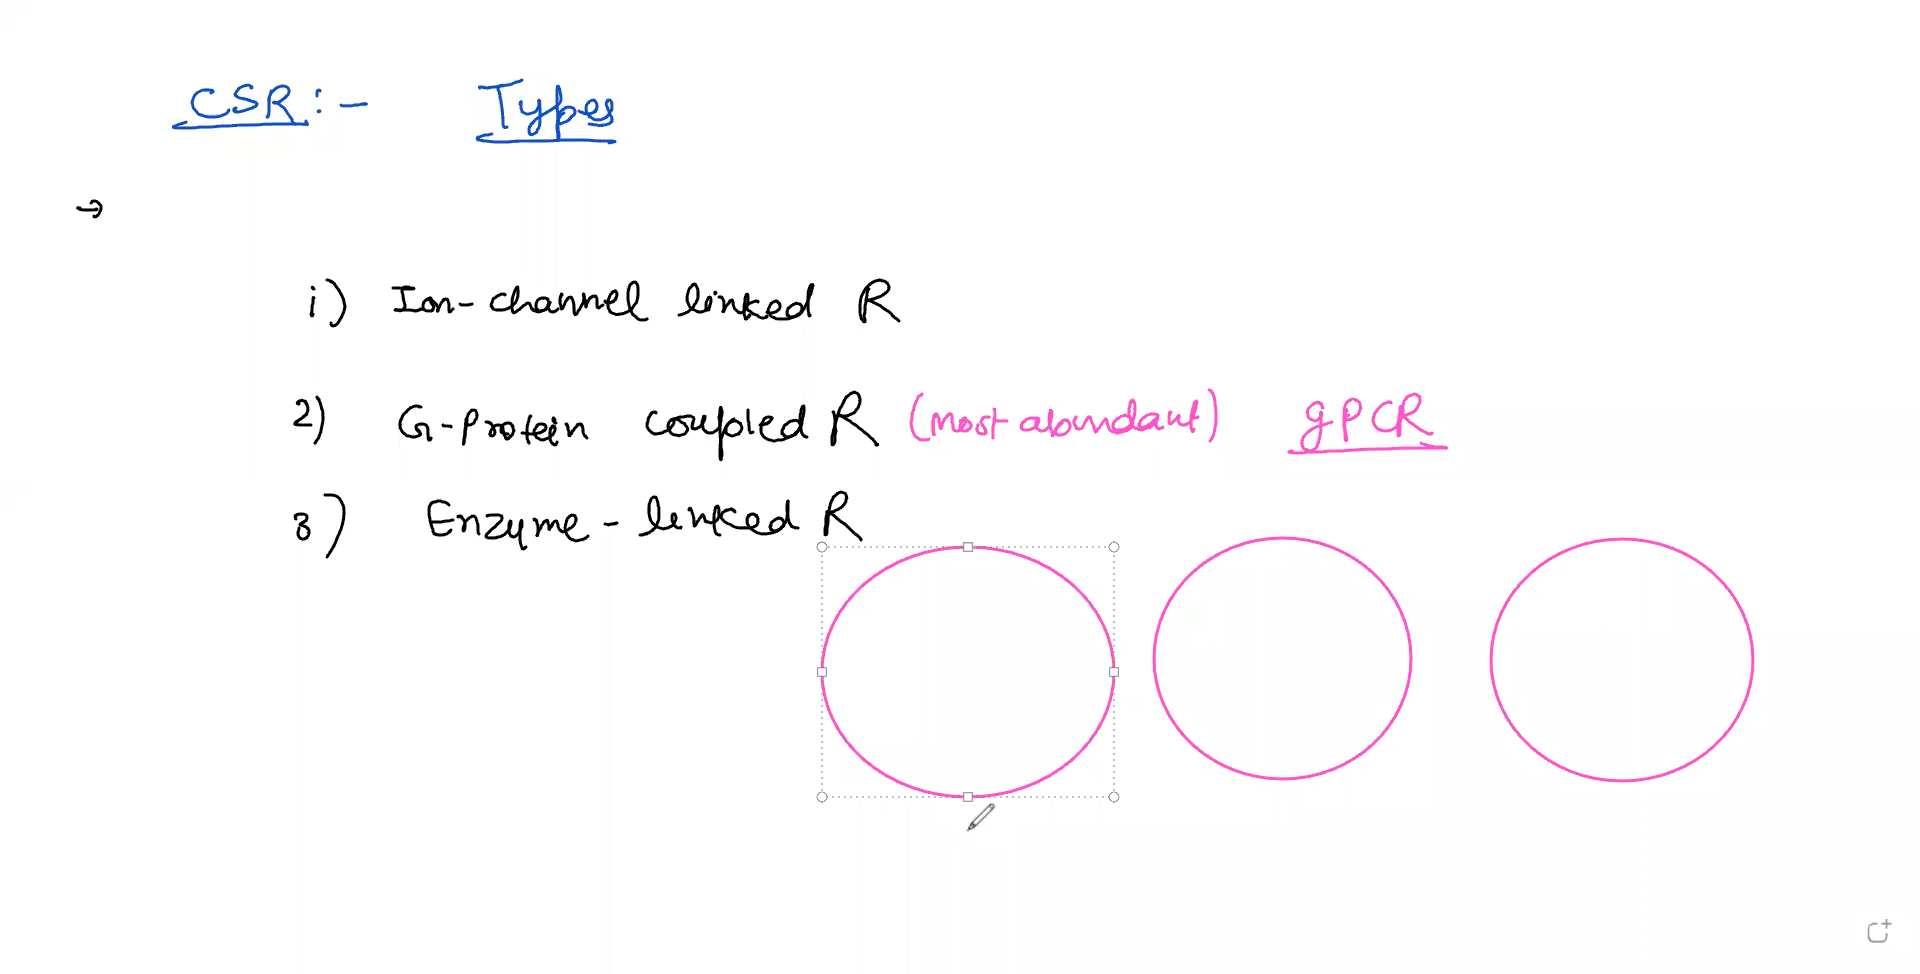 CSR:- Types
→
i) Ion-channel linked R
2) G-Protein coupled R (most abundant) gPCR
3) Enzyme-linked R